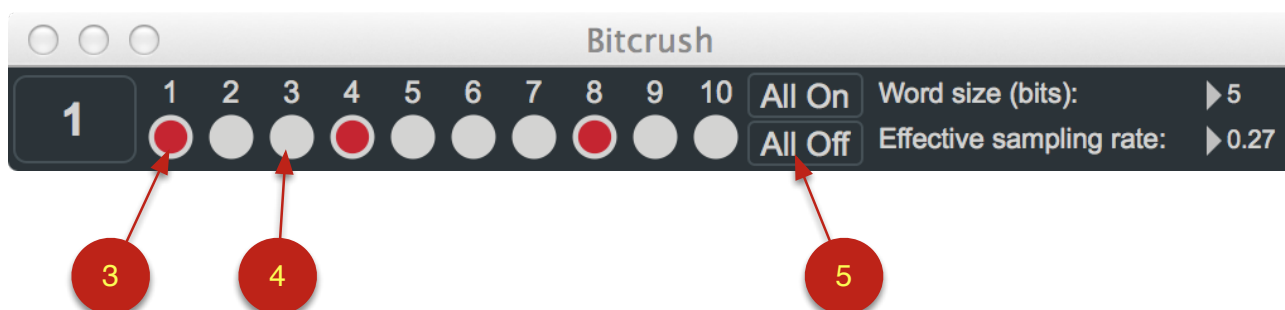 Bitcrush
1 2 3 4 5 6 7 8 9 10 All On Word size (bits): 5
1
All Off Effective sampling rate: 0.27
3 4 5